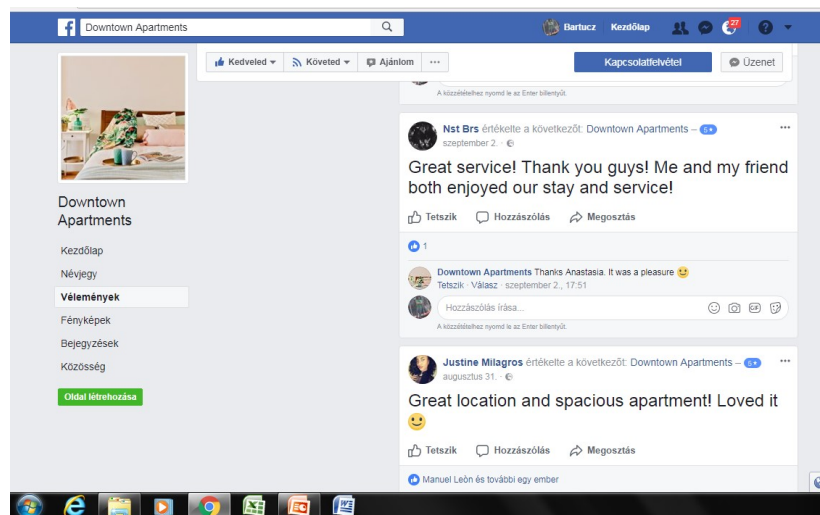 Downtown Apartments
Bartucz Kezdőlap
27
Kedveled Követed Ajánlom ...
Kapcsolatfelvétel Üzenet
A közzétételhez nyomd le az Enter billentyűt.
Nst Brs értékelte a következőt: Downtown Apartments – 5★
szeptember 2. ·
Great service! Thank you guys! Me and my friend
both enjoyed our stay and service!
Tetszik Hozzászólás Megosztás
1
Downtown Apartments Thanks Anastasia. It was a pleasure 🙂
Tetszik · Válasz · szeptember 2., 17:51
Hozzászólás írása...
GIF
A közzétételhez nyomd le az Enter billentyűt.
Justine Milagros értékelte a következőt: Downtown Apartments – 5★
augusztus 31. ·
Great location and spacious apartment! Loved it
🙂
Tetszik Hozzászólás Megosztás
Manuel Leòn és további egy ember
Downtown
Apartments
Kezdőlap
Névjegy
Vélemények
Fényképek
Bejegyzések
Közösség
Oldal létrehozása